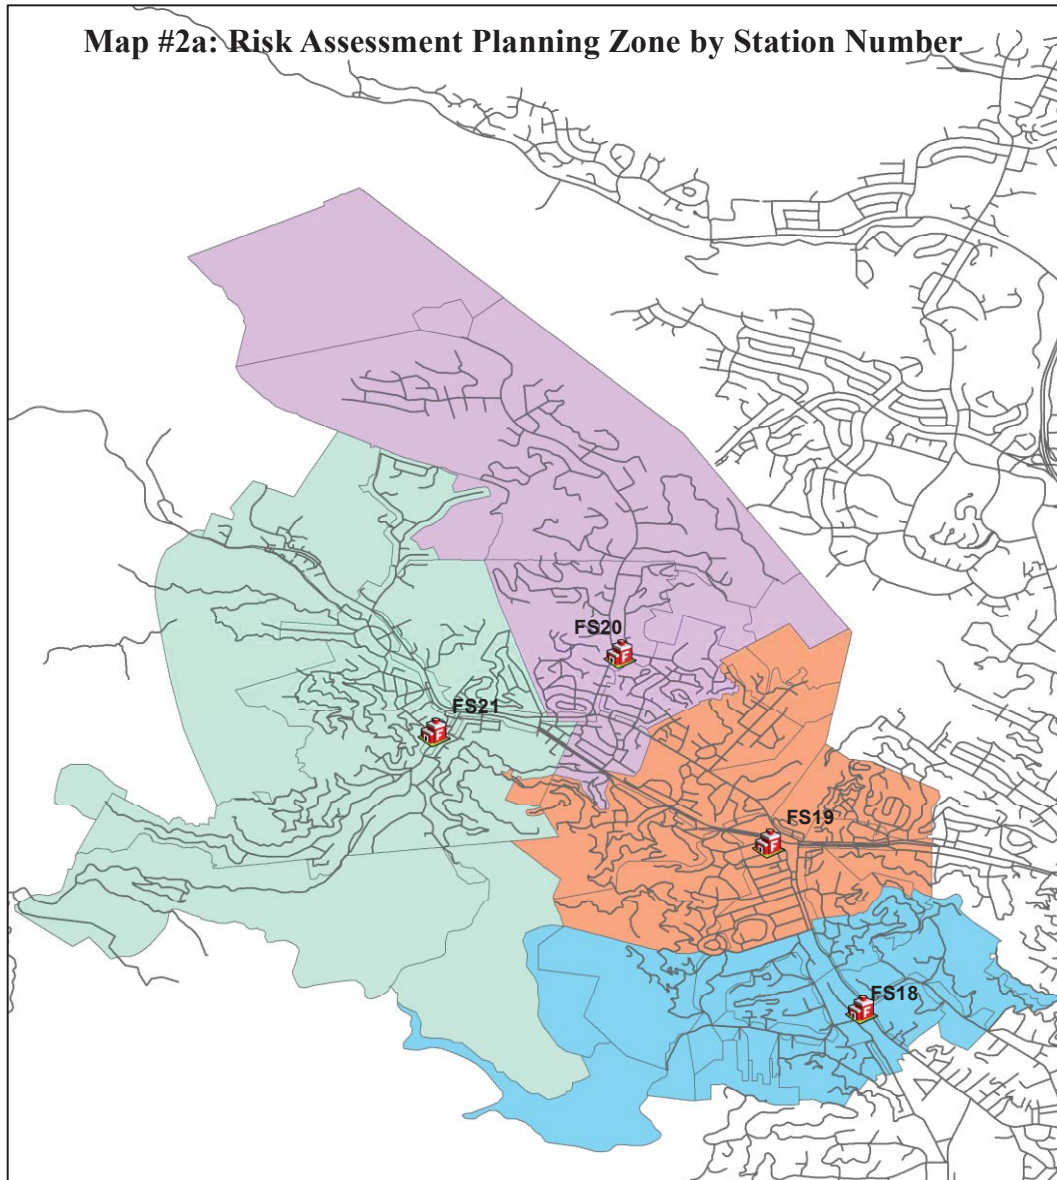 Map #2a: Risk Assessment Planning Zone by Station Number
FS20
FS21
FS19
FS18